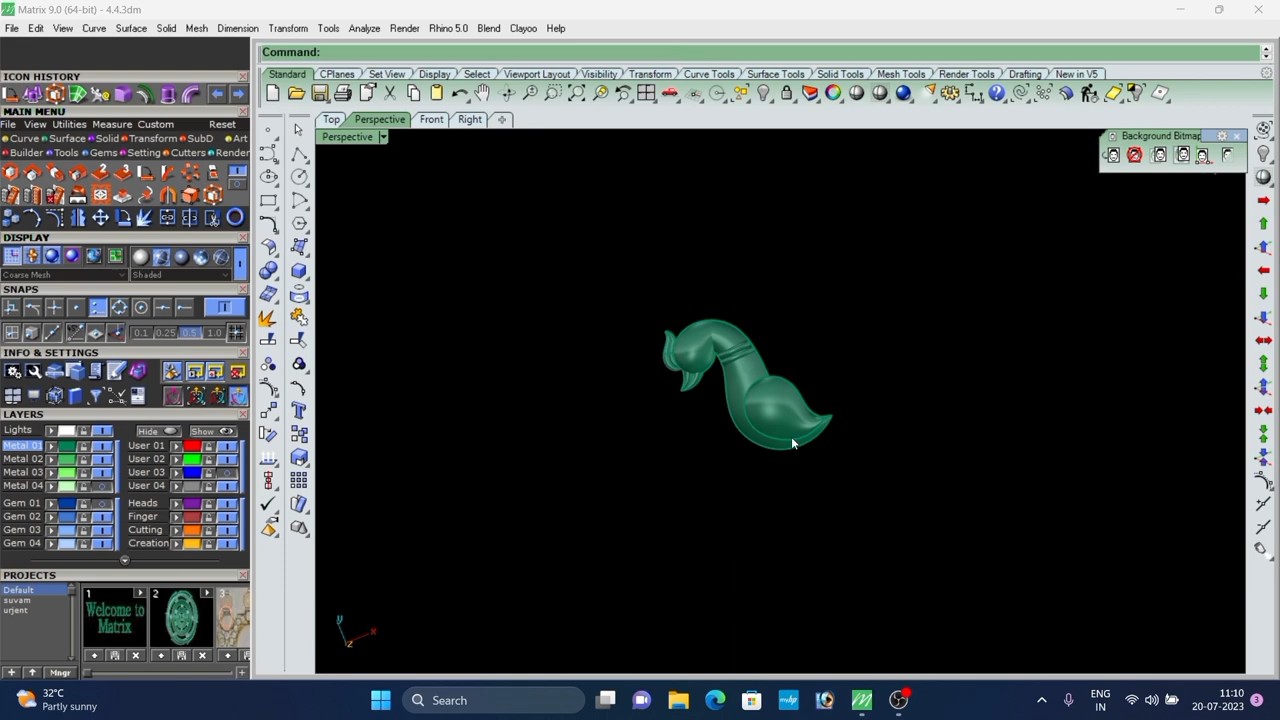 Matrix 9.0 (64-bit) - 4.4.3dm
File Edit View Curve Surface Solid Mesh Dimension Transform Tools Analyze Render Rhino 5.0 Blend Clayoo Help
Command:
ICON HISTORY
MAIN MENU
File View Utilities Measure Custom Reset
Curve Surface Solid Transform SubD Art
Builder Tools Gems Setting Cutters Render
DISPLAY
Coarse Mesh Shaded
SNAPS
0.1 0.25 0.5 1.0
INFO & SETTINGS
LAYERS
Lights Hide Show
Metal 01 User 01
Metal 02 User 02
Metal 03 User 03
Metal 04 User 04
Gem 01 Heads
Gem 02 Finger
Gem 03 Cutting
Gem 04 Creation
PROJECTS
Default
suvam
urjent
1 2 3
Welcome to
Matrix
Mngr
Standard CPlanes Set View Display Select Viewport Layout Visibility Transform Curve Tools Surface Tools Solid Tools Mesh Tools Render Tools Drafting New in V5
Top Perspective Front Right
Perspective
Background Bitmap
y x z
32°C
Partly sunny
Search
ENG
IN
11:10
20-07-2023
3